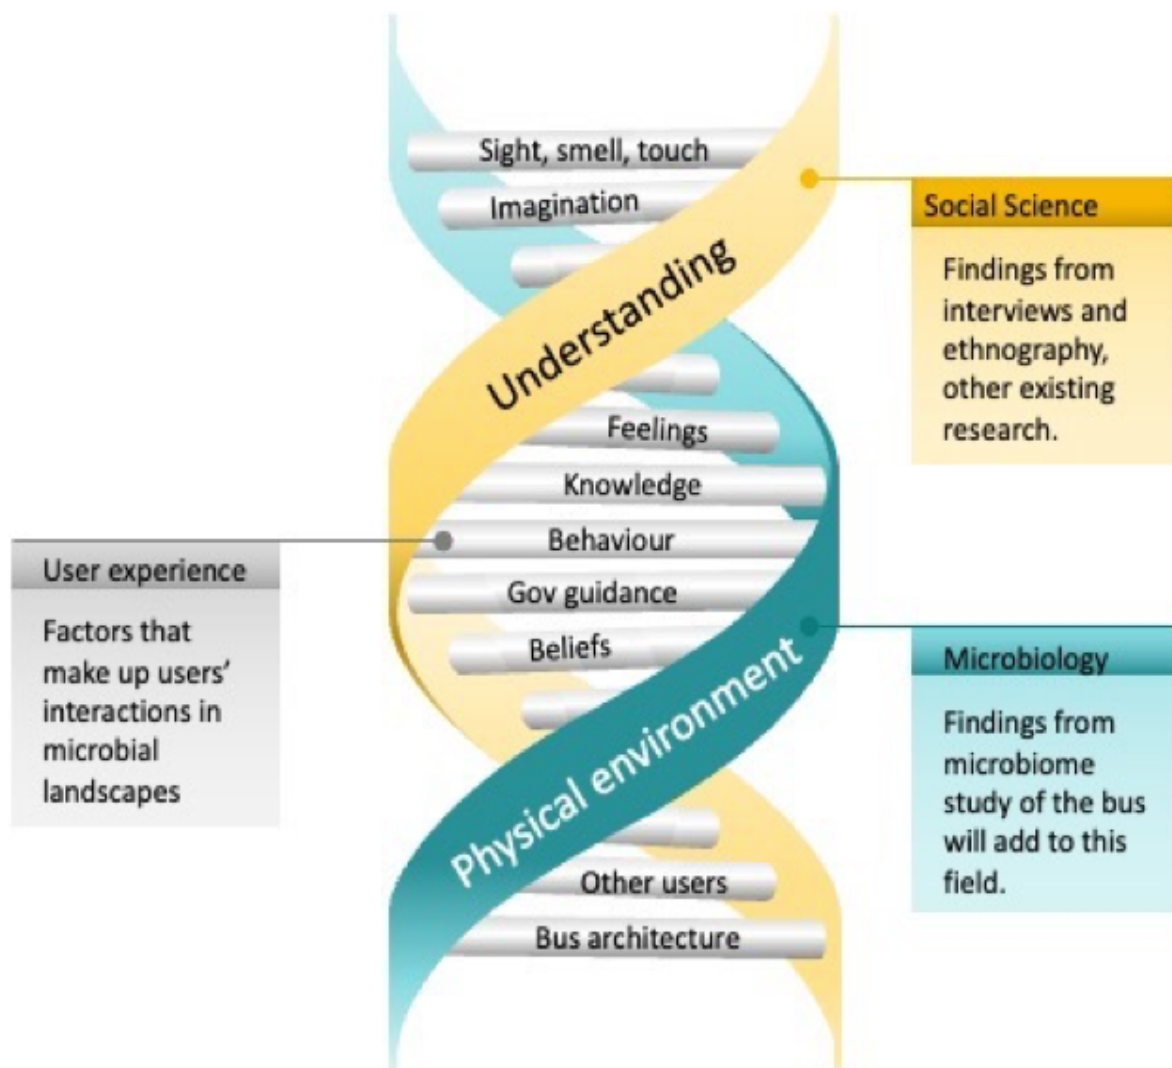 Sight, smell, touch
Imagination
Understanding
Social Science
Findings from
interviews and
ethnography,
other existing
research.
Feelings
Knowledge
Behaviour
Gov guidance
Beliefs
User experience
Factors that
make up users'
interactions in
microbial
landscapes
Physical environment
Microbiology
Findings from
microbiome
study of the bus
will add to this
field.
Other users
Bus architecture